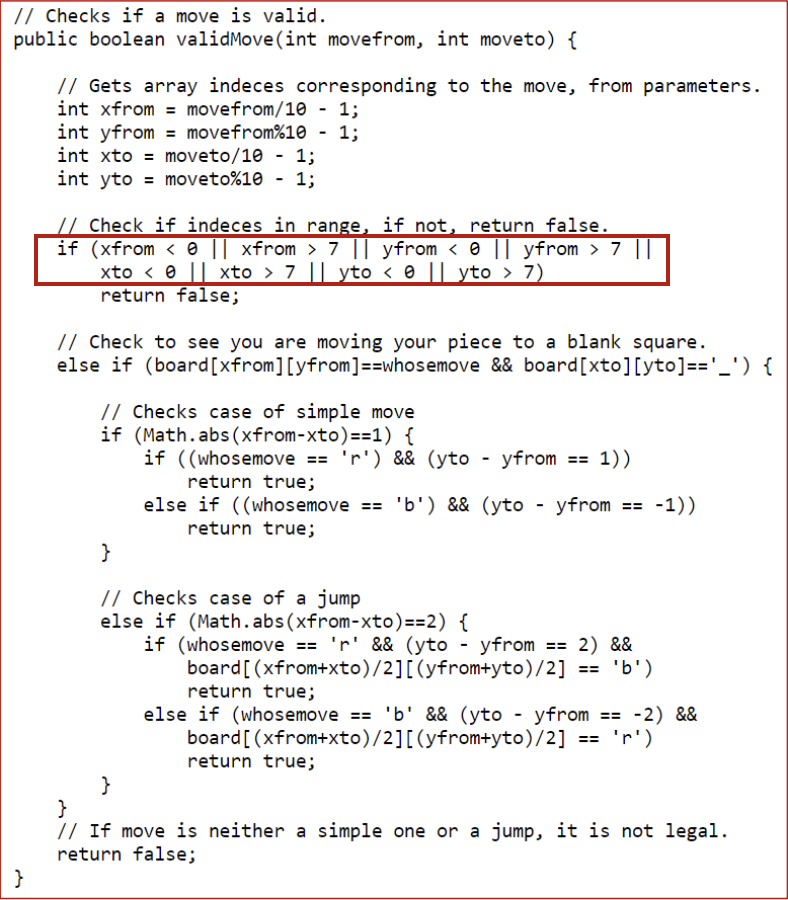 // Checks if a move is valid.
public boolean validMove(int movefrom, int moveto) {
// Gets array indeces corresponding to the move, from parameters.
int xfrom = movefrom/10 - 1;
int yfrom = movefrom%10 - 1;
int xto = moveto/10 - 1;
int yto = moveto%10 - 1;
// Check if indeces in range, if not, return false.
if (xfrom < 0 || xfrom > 7 || yfrom < 0 || yfrom > 7 ||
xto < 0 || xto > 7 || yto < 0 || yto > 7)
return false;
// Check to see you are moving your piece to a blank square.
else if (board[xfrom][yfrom]==whosemove && board[xto][yto]=='_') {
// Checks case of simple move
if (Math.abs(xfrom-xto)==1) {
if ((whosemove == 'r') && (yto - yfrom == 1))
return true;
else if ((whosemove == 'b') && (yto - yfrom == -1))
return true;
}
// Checks case of a jump
else if (Math.abs(xfrom-xto)==2) {
if (whosemove == 'r' && (yto - yfrom == 2) &&
board[(xfrom+xto)/2][(yfrom+yto)/2] == 'b')
return true;
else if (whosemove == 'b' && (yto - yfrom == -2) &&
board[(xfrom+xto)/2][(yfrom+yto)/2] == 'r')
return true;
}
}
// If move is neither a simple one or a jump, it is not legal.
return false;
}